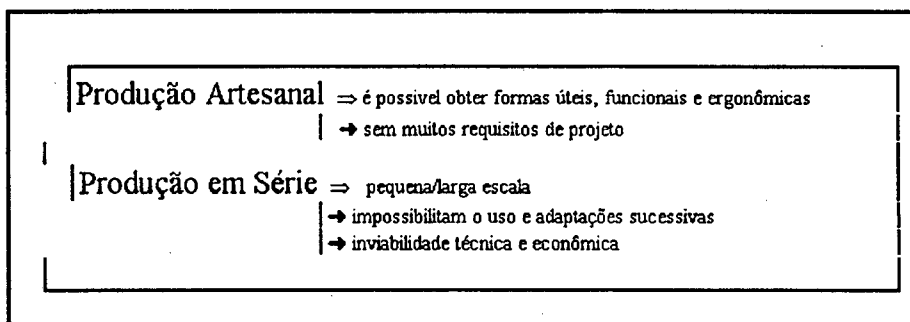 Produção Artesanal ⇒ é possivel obter formas úteis, funcionais e ergonômicas
➔ sem muitos requisitos de projeto
Produção em Série ⇒ pequena/larga escala
➔ impossibilitam o uso e adaptações sucessivas
➔ inviabilidade técnica e econômica